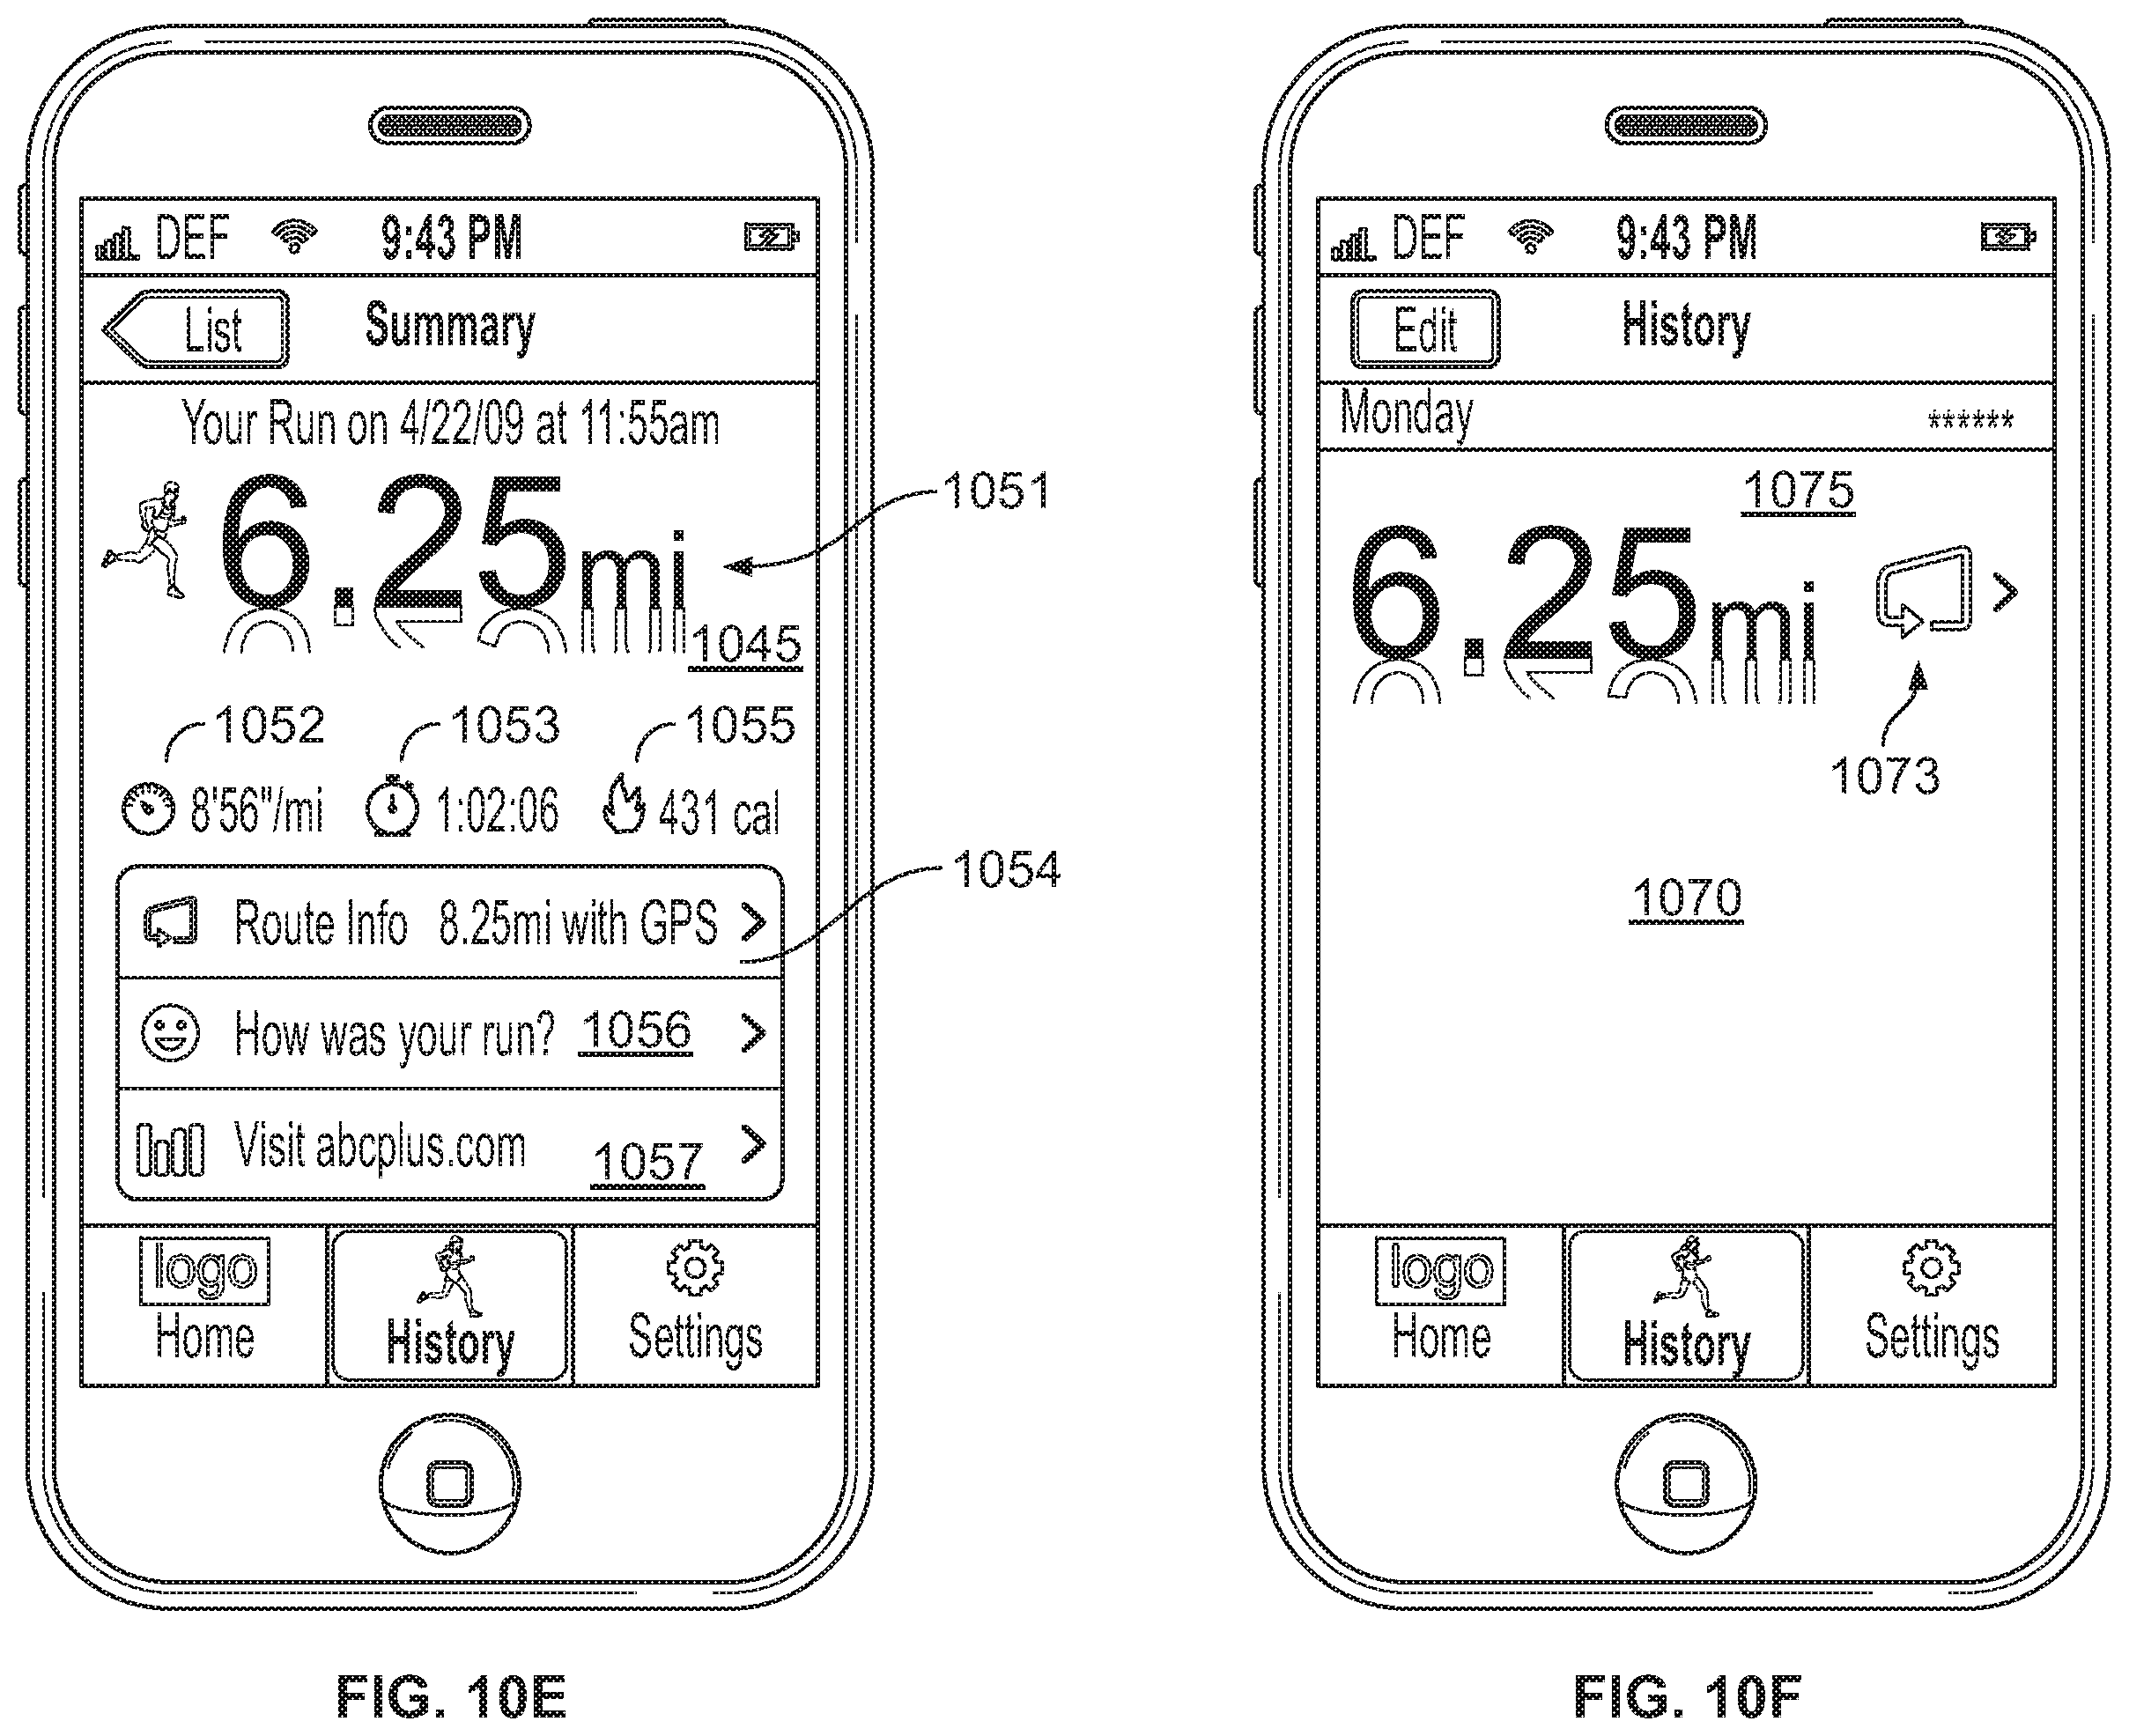 DEF 9:43 PM
List Summary
Your Run on 4/22/09 at 11:55am
6.25mi
1051
1045
1052 1053 1055
8'56"/mi 1:02:06 431 cal
1054
Route Info 8.25mi with GPS
How was your run? 1056
Visit abcplus.com 1057
logo
Home History Settings
FIG. 10E
DEF 9:43 PM
Edit History
Monday ******
1075
6.25mi
1073
1070
logo
Home History Settings
FIG. 10F